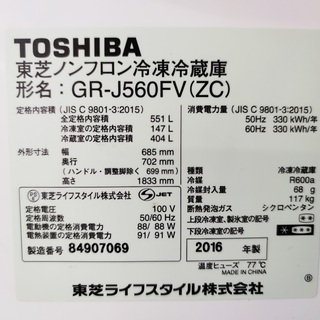 TOSHIBA
東芝ノンフロン冷凍冷蔵庫
形名：GR-J560FV(ZC)
定格内容積（JIS C 9801-3:2015）
全定格内容積 551 L
冷凍室の定格内容積 147 L
冷蔵室の定格内容積 404 L
外形寸法 幅 685 mm
奥行 702 mm
（ハンドル・調整脚除く 699 mm）
高さ 1833 mm
東芝ライフスタイル株式会社 S-JET
定格電圧 100 V
定格周波数 50/60 Hz
電動機の定格消費電力 88/ 88 W
電熱装置の定格消費電力 91/ 91 W
製造番号 84907069
消費電力量（JIS C 9801-3:2015）
50Hz 330 kWh/年
60Hz 330 kWh/年
種類 冷凍冷蔵庫
冷媒 R600a
冷媒封入量 68 g
質量 117 kg
断熱発泡ガス シクロペンタン
上段冷凍室、製氷室の記号
下段冷凍室の記号
2016 年製
温度ヒューズ 77 ℃
MADE IN CHINA
B
東芝ライフスタイル株式会社